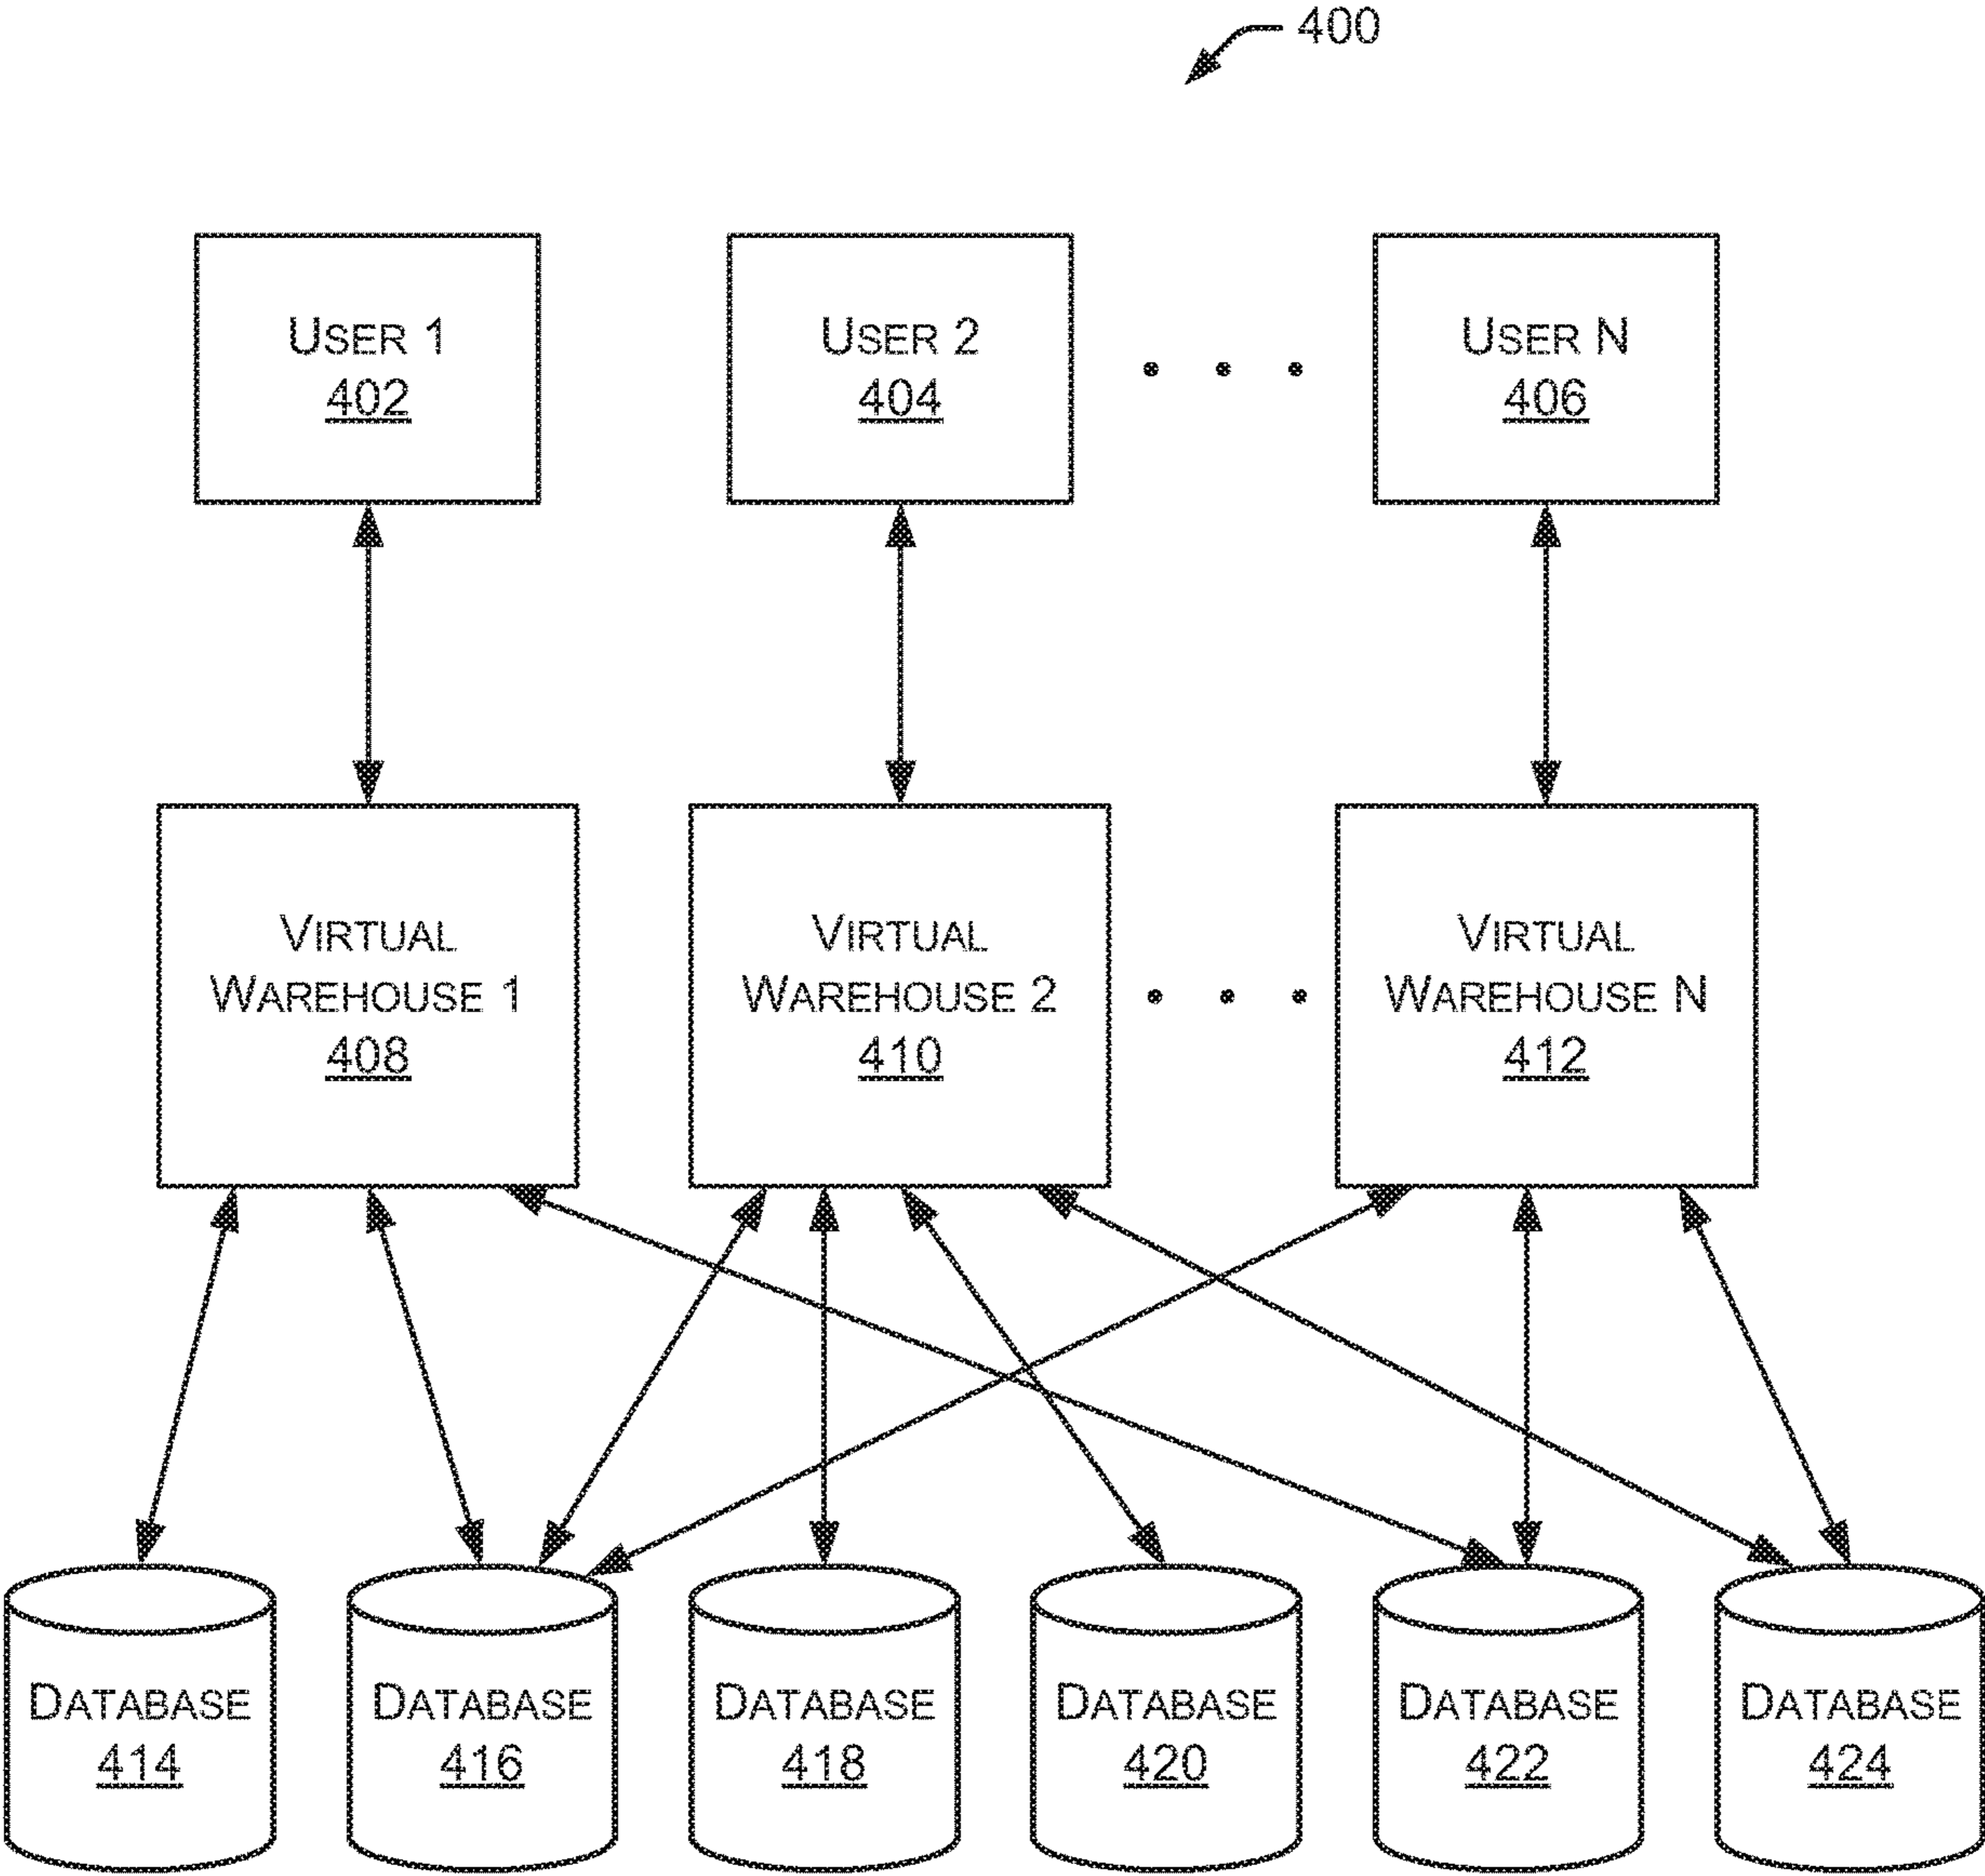 400
USER 1
402
USER 2
404
USER N
406
VIRTUAL
WAREHOUSE 1
408
VIRTUAL
WAREHOUSE 2
410
VIRTUAL
WAREHOUSE N
412
DATABASE
414
DATABASE
416
DATABASE
418
DATABASE
420
DATABASE
422
DATABASE
424